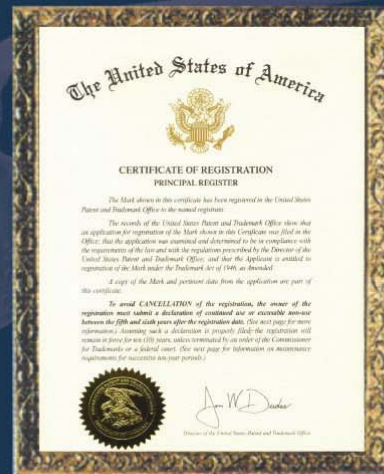 The United States of America
CERTIFICATE OF REGISTRATION
PRINCIPAL REGISTER
The Mark shown in this certificate has been registered in the United States
Patent and Trademark Office to the named registrant.
The records of the United States Patent and Trademark Office show that
an application for registration of the Mark shown in this Certificate was filed in the
Office; that the application was examined and determined to be in compliance with
the requirements of the law and with the regulations prescribed by the Director of the
United States Patent and Trademark Office; and that the Applicant is entitled to
registration of the Mark under the Trademark Act of 1946, as Amended.
A copy of the Mark and pertinent data from the application are part of
this certificate.
To avoid CANCELLATION of the registration, the owner of the
registration must submit a declaration of continued use or excusable non-use
between the fifth and sixth years after the registration date. (See next page for more
information.) Assuming such a declaration is properly filed, the registration will
remain in force for ten (10) years, unless terminated by an order of the Commissioner
for Trademarks or a federal court. (See next page for information on maintenance
requirements for successive ten-year periods.)
Jon W Dudas
Director of the United States Patent and Trademark Office